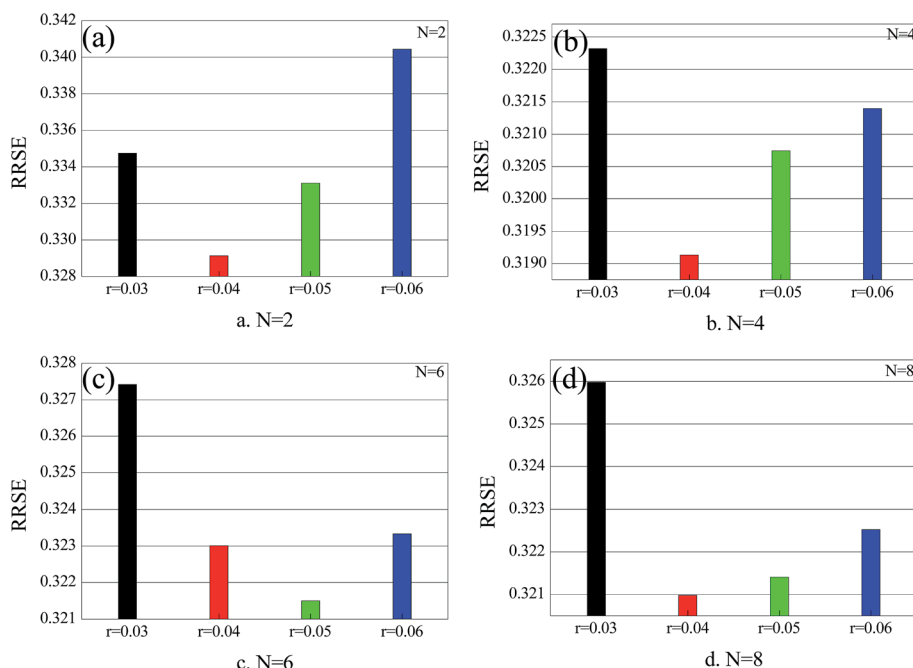 (a)
N=2
RRSE
0.342
0.340
0.338
0.336
0.334
0.332
0.330
0.328
r=0.03 r=0.04 r=0.05 r=0.06
a. N=2
(b)
N=4
RRSE
0.3225
0.3220
0.3215
0.3210
0.3205
0.3200
0.3195
0.3190
r=0.03 r=0.04 r=0.05 r=0.06
b. N=4
(c)
N=6
RRSE
0.328
0.327
0.326
0.325
0.324
0.323
0.322
0.321
r=0.03 r=0.04 r=0.05 r=0.06
c. N=6
(d)
N=8
RRSE
0.326
0.325
0.324
0.323
0.322
0.321
r=0.03 r=0.04 r=0.05 r=0.06
d. N=8